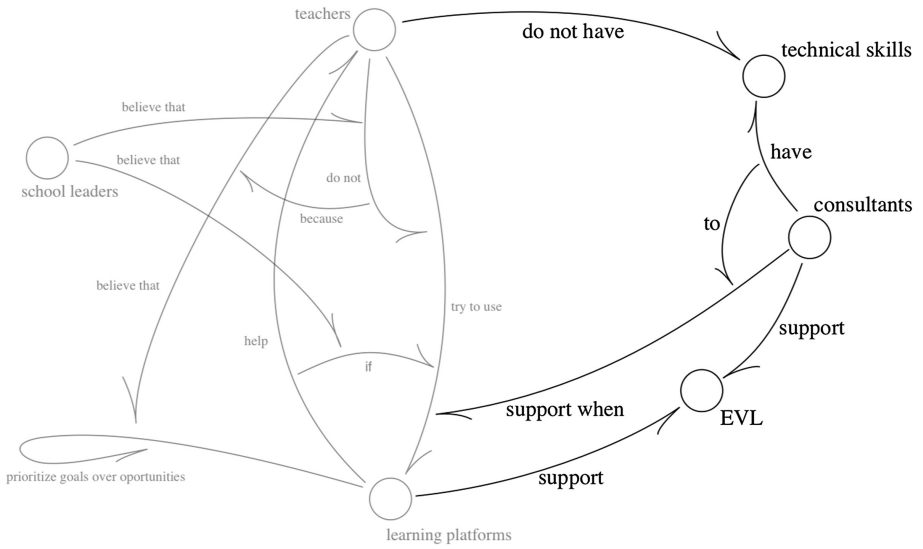 teachers
do not have
technical skills
believe that
believe that
school leaders
do not
because
have
consultants
to
believe that
try to use
support
help
if
support when
EVL
prioritize goals over oportunities
support
learning platforms